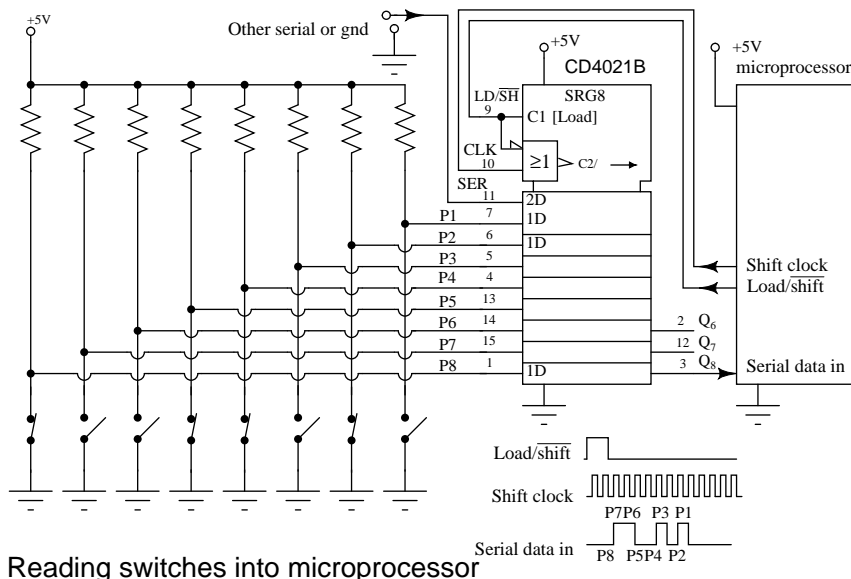 Other serial or gnd
+5V
+5V
+5V
CD4021B
microprocessor
LD/SH
SRG8
9
C1 [Load]
CLK
10
≥1
C2/
SER
11
2D
P1 7 1D
P2 6 1D
P3 5
P4 4
P5 13
P6 14
P7 15
P8 1 1D
2 Q6
12 Q7
3 Q8
Shift clock
Load/shift
Serial data in
Load/shift
Shift clock
P7P6 P3 P1
Serial data in
P8 P5P4 P2
Reading switches into microprocessor